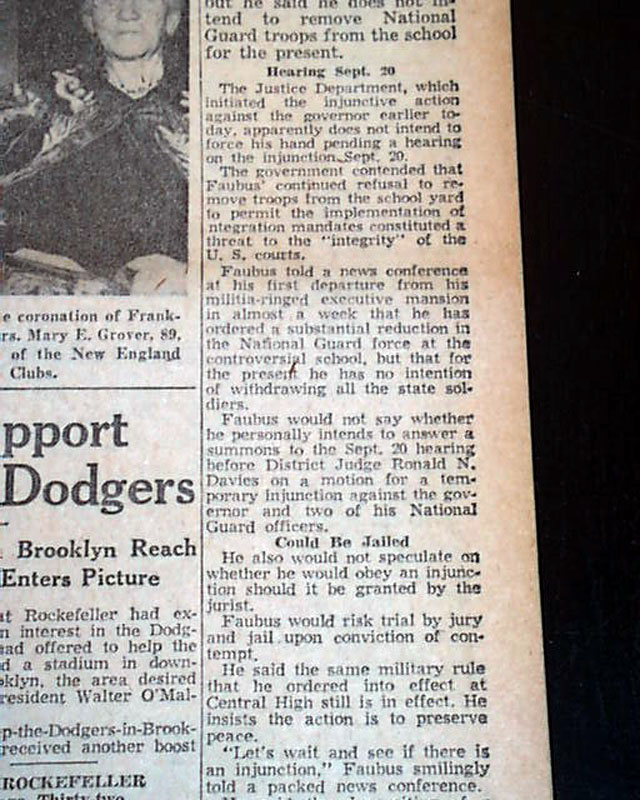 e coronation of Frank-
rs. Mary E. Grover, 89,
of the New England
Clubs.
pport
Dodgers
Brooklyn Reach
Enters Picture
at Rockefeller had ex-
n interest in the Dodg-
had offered to help the
d a stadium in down-
oklyn, the area desired
resident Walter O'Mal-
p-the-Dodgers-in-Brook-
received another boost
ROCKEFELLER
out he said he does not in-
tend to remove National
Guard troops from the school
for the present.
Hearing Sept. 20
The Justice Department, which
initiated the injunctive action
against the governor earlier to-
day, apparently does not intend to
force his hand pending a hearing
on the injunction Sept. 20.
The government contended that
Faubus' continued refusal to re-
move troops from the school yard
to permit the implementation of
ntegration mandates constituted a
threat to the "integrity" of the
U. S. courts.
Faubus told a news conference
at his first departure from his
militia-ringed executive mansion
in almost a week that he has
ordered a substantial reduction in
the National Guard force at the
controversial school, but that for
the present he has no intention
of withdrawing all the state sol-
diers.
Faubus would not say whether
he personally intends to answer a
summons to the Sept. 20 hearing
before District Judge Ronald N.
Davies on a motion for a tem-
porary Injunction against the gov-
ernor and two of his National
Guard officers.
Could Be Jailed
He also would not speculate on
whether he would obey an injunc-
tion should it be granted by the
jurist.
Faubus would risk trial by jury
and jail upon conviction of con-
tempt.
He said the same military rule
that he ordered into effect at
Central High still is in effect. He
insists the action is to preserve
peace.
"Let's wait and see if there is
an injunction," Faubus smilingly
told a packed news conference.